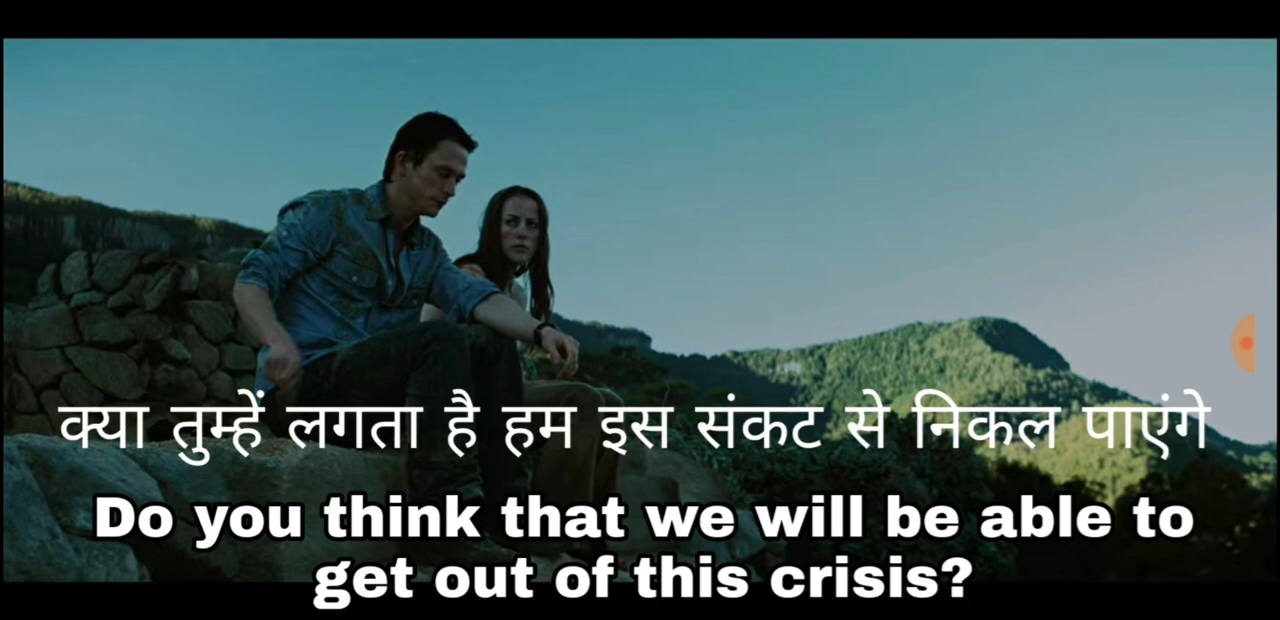 क्या तुम्हें लगता है हम इस संकट से निकल पाएंगे
Do you think that we will be able to
get out of this crisis?